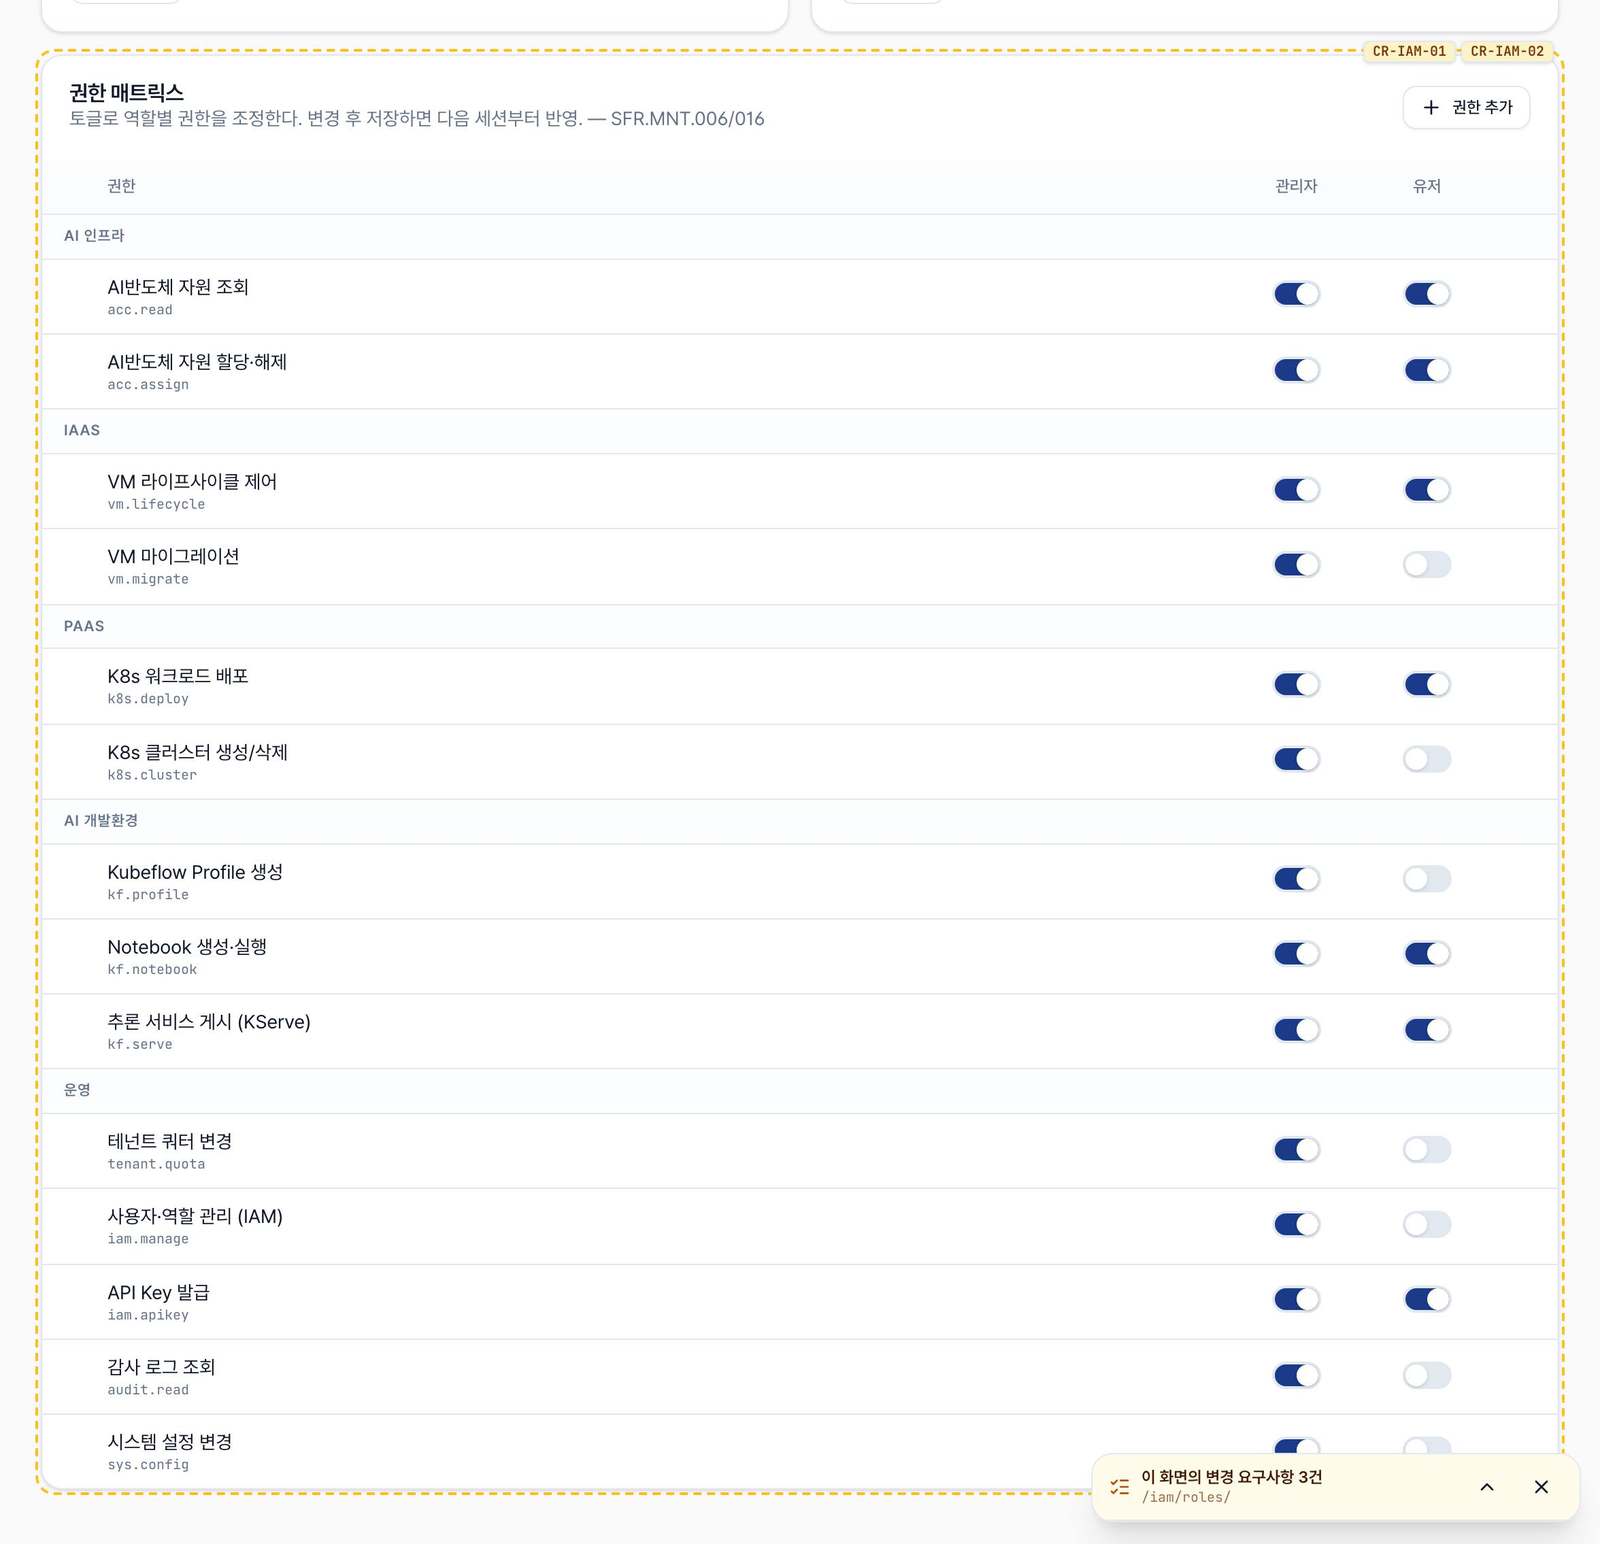 CR-IAM-01 CR-IAM-02
권한 매트릭스
토글로 역할별 권한을 조정한다. 변경 후 저장하면 다음 세션부터 반영. — SFR.MNT.006/016
권한 추가
권한 관리자 유저
AI 인프라
AI반도체 자원 조회
acc.read
AI반도체 자원 할당·해제
acc.assign
IAAS
VM 라이프사이클 제어
vm.lifecycle
VM 마이그레이션
vm.migrate
PAAS
K8s 워크로드 배포
k8s.deploy
K8s 클러스터 생성/삭제
k8s.cluster
AI 개발환경
Kubeflow Profile 생성
kf.profile
Notebook 생성·실행
kf.notebook
추론 서비스 게시 (KServe)
kf.serve
운영
테넌트 쿼터 변경
tenant.quota
사용자·역할 관리 (IAM)
iam.manage
API Key 발급
iam.apikey
감사 로그 조회
audit.read
시스템 설정 변경
sys.config
이 화면의 변경 요구사항 3건
/iam/roles/